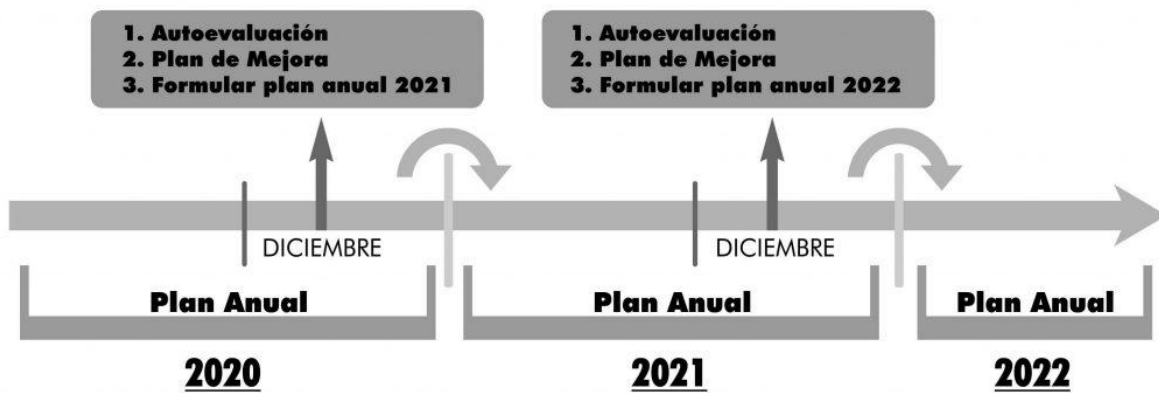 1. Autoevaluación
2. Plan de Mejora
3. Formular plan anual 2021
1. Autoevaluación
2. Plan de Mejora
3. Formular plan anual 2022
DICIEMBRE
DICIEMBRE
Plan Anual
Plan Anual
Plan Anual
2020
2021
2022